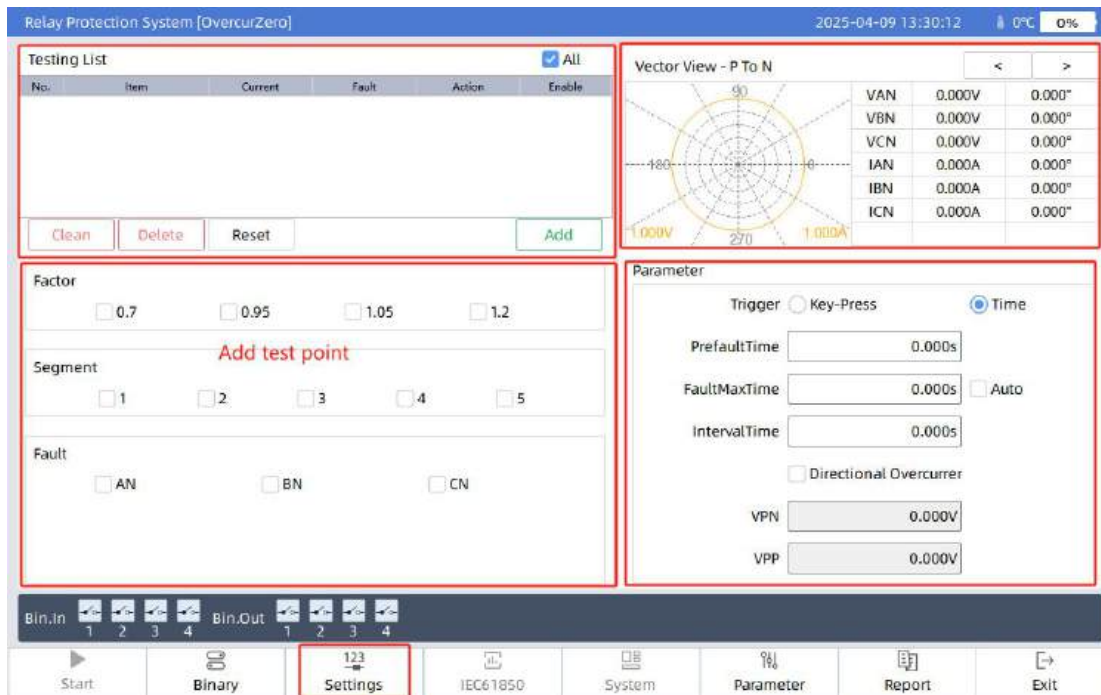 Relay Protection System [OvercurZero] 2025-04-09 13:30:12 0℃ 0%
Testing List All
No. Item Current Fault Action Enable
Clean Delete Reset Add
Vector View - P To N < >
90
180 0
270
1.000V 1.000A
VAN 0.000V 0.000°
VBN 0.000V 0.000°
VCN 0.000V 0.000°
IAN 0.000A 0.000°
IBN 0.000A 0.000°
ICN 0.000A 0.000°
Factor
0.7 0.95 1.05 1.2
Add test point
Segment
1 2 3 4 5
Fault
AN BN CN
Parameter
Trigger Key-Press Time
PrefaultTime 0.000s
FaultMaxTime 0.000s Auto
IntervalTime 0.000s
Directional Overcurrer
VPN 0.000V
VPP 0.000V
Bin.In 1 2 3 4 Bin.Out 1 2 3 4
123
Start Binary Settings IEC61850 System Parameter Report Exit